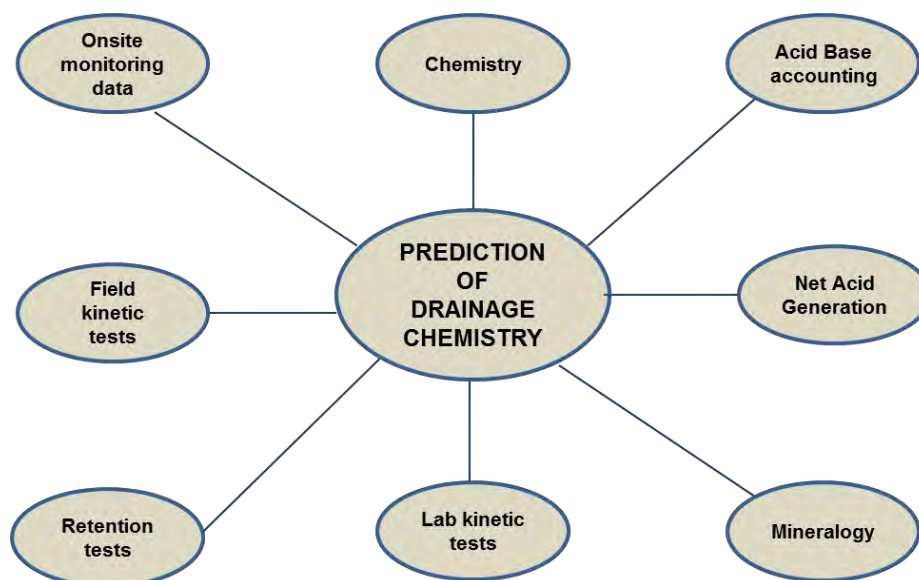 Onsite
monitoring
data
Chemistry
Acid Base
accounting
PREDICTION
OF
DRAINAGE
CHEMISTRY
Field
kinetic
tests
Net Acid
Generation
Retention
tests
Lab kinetic
tests
Mineralogy